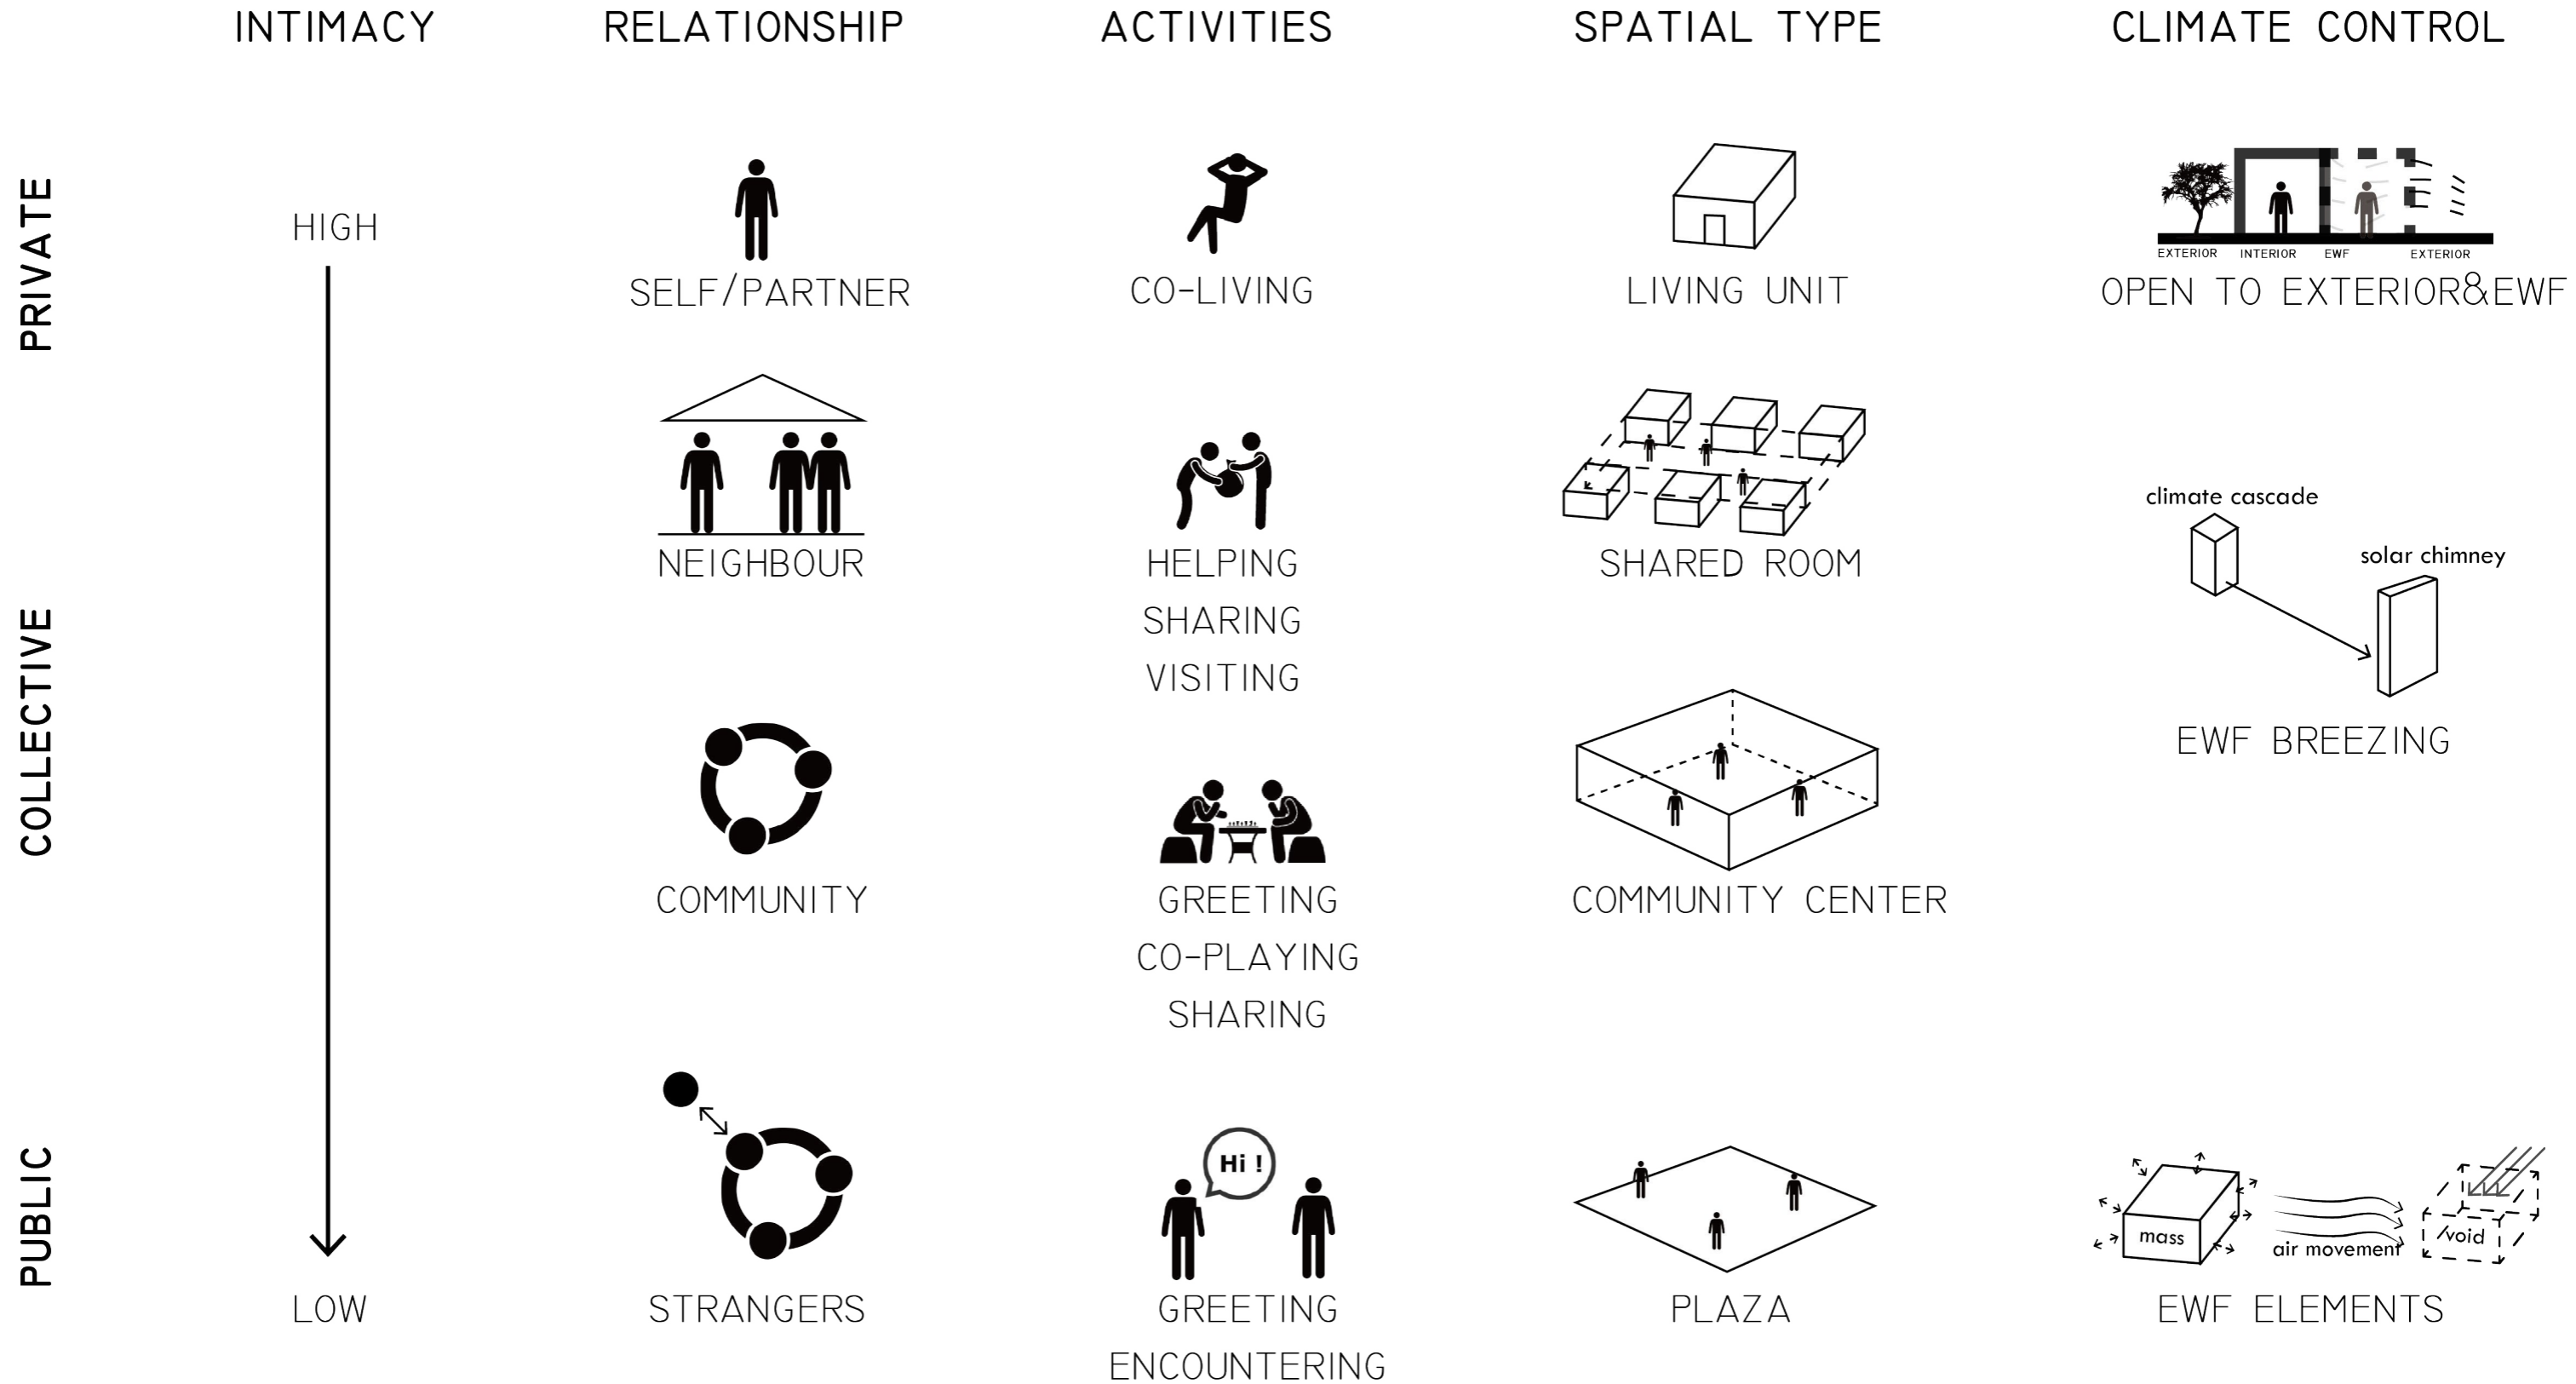 INTIMACY RELATIONSHIP ACTIVITIES SPATIAL TYPE CLIMATE CONTROL
PRIVATE
HIGH
SELF/PARTNER
CO-LIVING
LIVING UNIT
EXTERIOR INTERIOR EWF EXTERIOR
OPEN TO EXTERIOR&EWF
COLLECTIVE
NEIGHBOUR
HELPING
SHARING
VISITING
SHARED ROOM
climate cascade
solar chimney
EWF BREEZING
COMMUNITY
GREETING
CO-PLAYING
SHARING
COMMUNITY CENTER
PUBLIC
LOW
STRANGERS
Hi !
GREETING
ENCOUNTERING
PLAZA
mass
air movement
void
EWF ELEMENTS